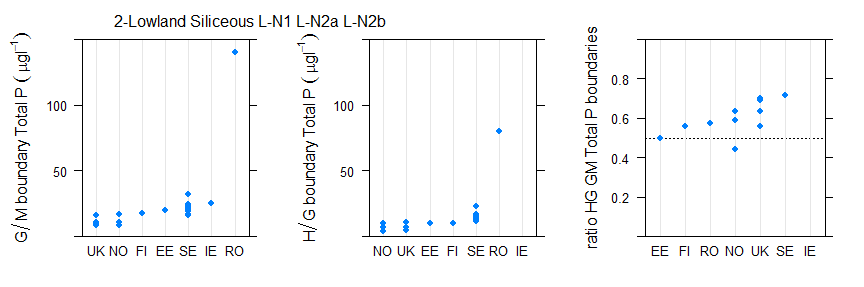 2-Lowland Siliceous L-N1 L-N2a L-N2b
G/M boundary Total P ( μgl⁻¹)
100
50
UK NO FI EE SE IE RO
H/G boundary Total P ( μgl⁻¹)
100
50
NO UK EE FI SE RO IE
ratio HG GM Total P boundaries
0.8
0.6
0.4
0.2
EE FI RO NO UK SE IE